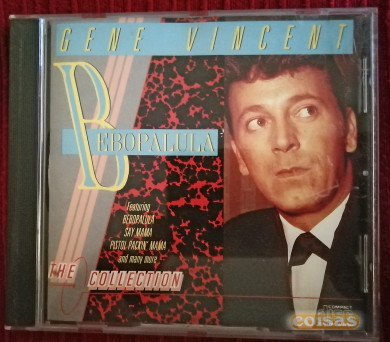 GENE VINCENT
BEBOPALULA
Featuring
BEBOPALULA
SAY MAMA
PISTOL PACKIN' MAMA
and many more
THE COLLECTION
coisas